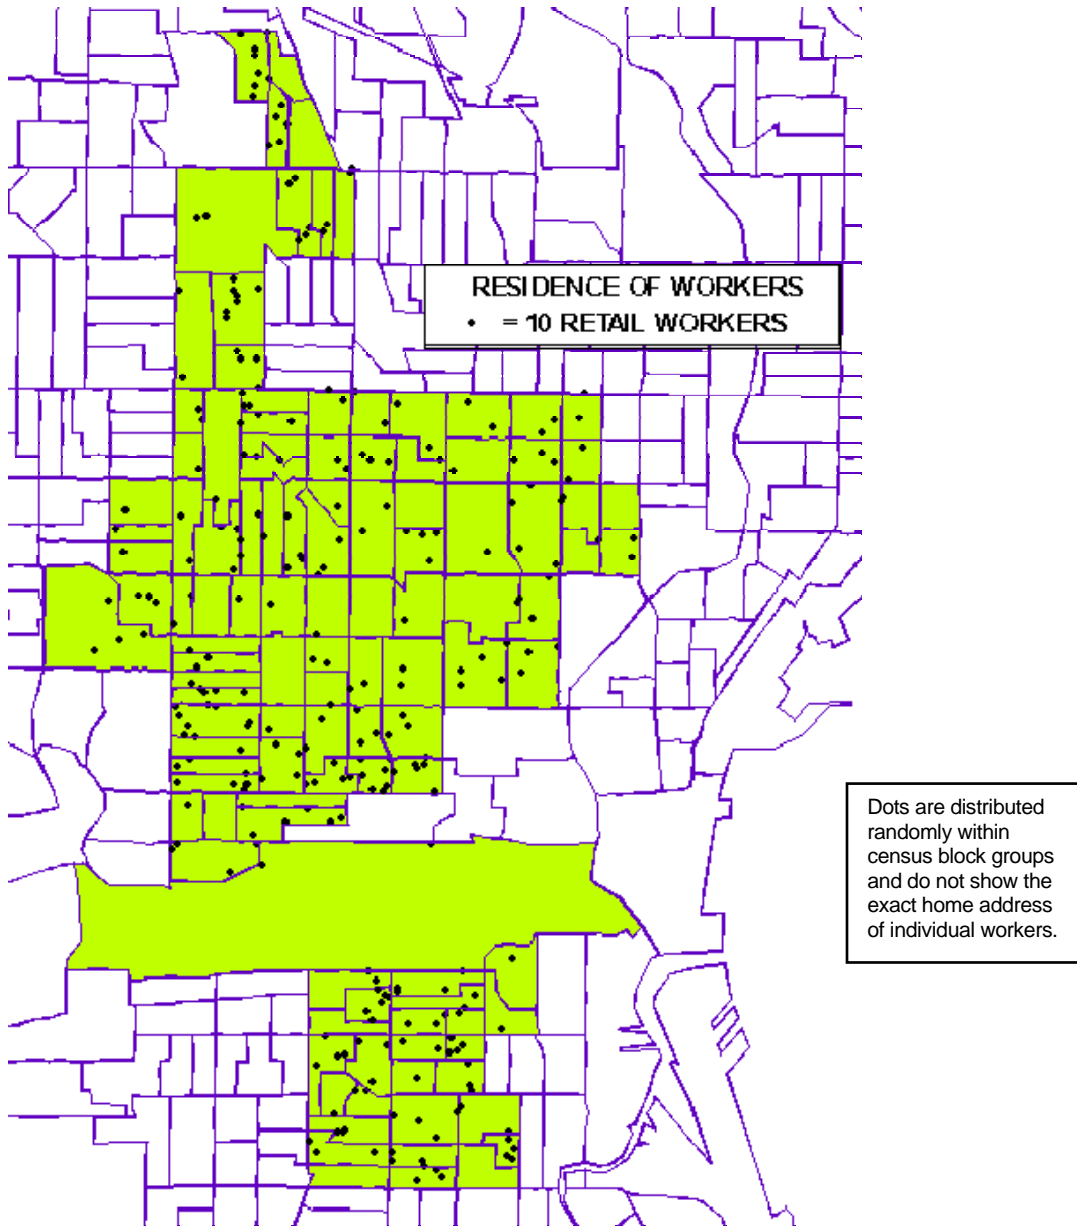 RESIDENCE OF WORKERS
• = 10 RETAIL WORKERS
Dots are distributed
randomly within
census block groups
and do not show the
exact home address
of individual workers.